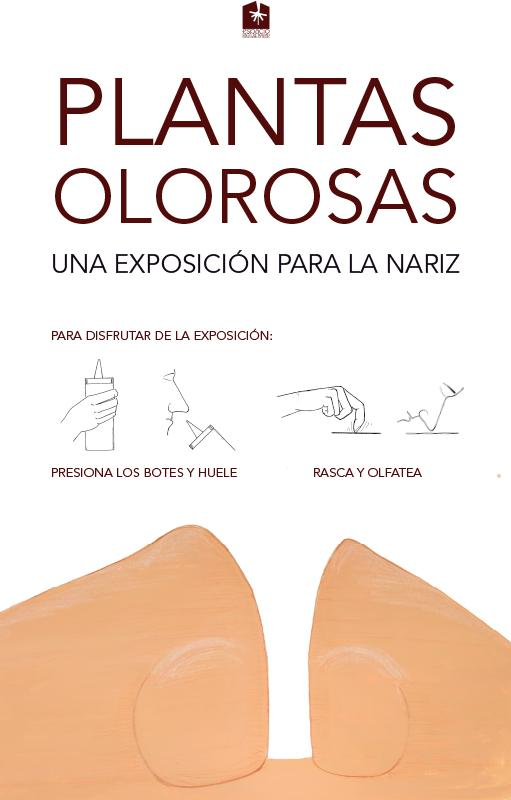 PLANTAS
OLOROSAS
UNA EXPOSICIÓN PARA LA NARIZ
PARA DISFRUTAR DE LA EXPOSICIÓN:
PRESIONA LOS BOTES Y HUELE
RASCA Y OLFATEA